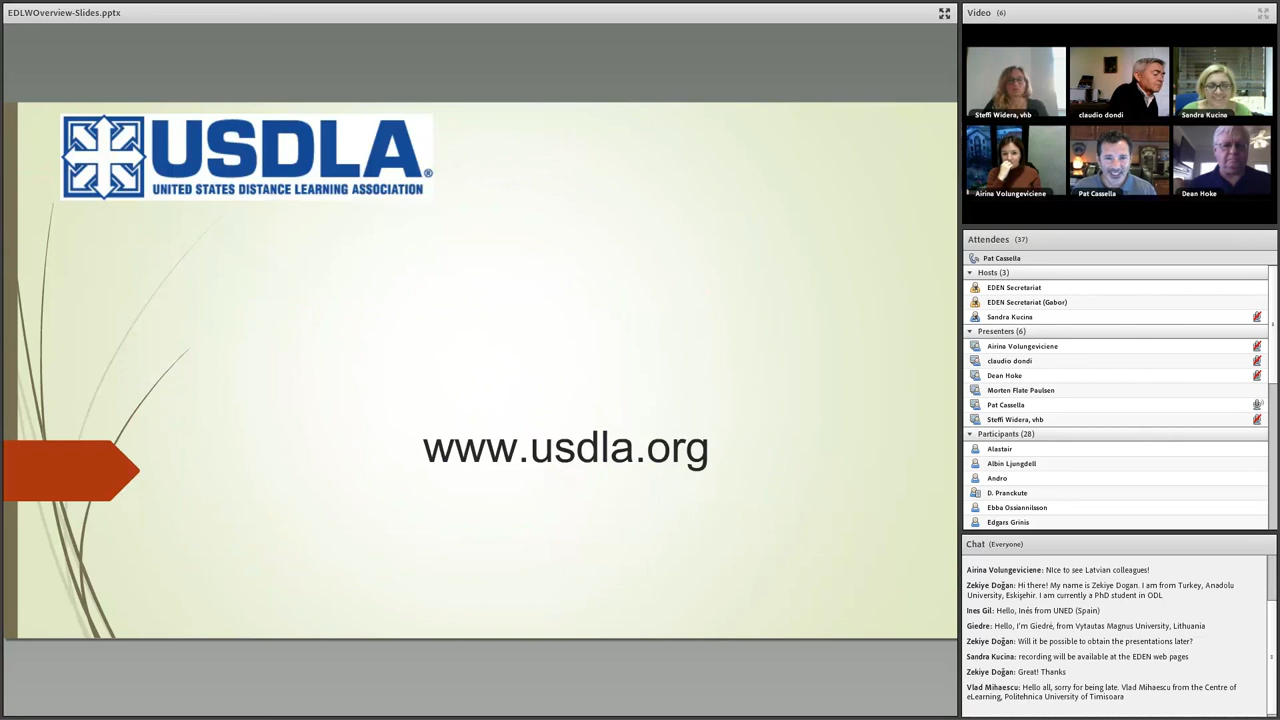 EDLWOverview-Slides.pptx
USDLA®
UNITED STATES DISTANCE LEARNING ASSOCIATION
www.usdla.org
Video (6)
Steffi Widera, vhb
claudio dondi
Sandra Kucina
Airina Volungeviciene
Pat Cassella
Dean Hoke
Attendees (37)
Pat Cassella
Hosts (3)
EDEN Secretariat
EDEN Secretariat (Gabor)
Sandra Kucina
Presenters (6)
Airina Volungeviciene
claudio dondi
Dean Hoke
Morten Flate Paulsen
Pat Cassella
Steffi Widera, vhb
Participants (28)
Alastair
Albin Ljungdell
Andro
D. Pranckute
Ebba Ossiannilsson
Edgars Grinis
Chat (Everyone)
Airina Volungeviciene: NIce to see Latvian colleagues!
Zekiye Doğan: Hi there! My name is Zekiye Dogan. I am from Turkey, Anadolu
University, Eskişehir. I am currently a PhD student in ODL
Ines Gil: Hello, Inés from UNED (Spain)
Giedre: Hello, I'm Giedrė, from Vytautas Magnus University, Lithuania
Zekiye Doğan: Will it be possible to obtain the presentations later?
Sandra Kucina: recording will be available at the EDEN web pages
Zekiye Doğan: Great! Thanks
Vlad Mihaescu: Hello all, sorry for being late. Vlad Mihaescu from the Centre of
eLearning, Politehnica University of Timisoara